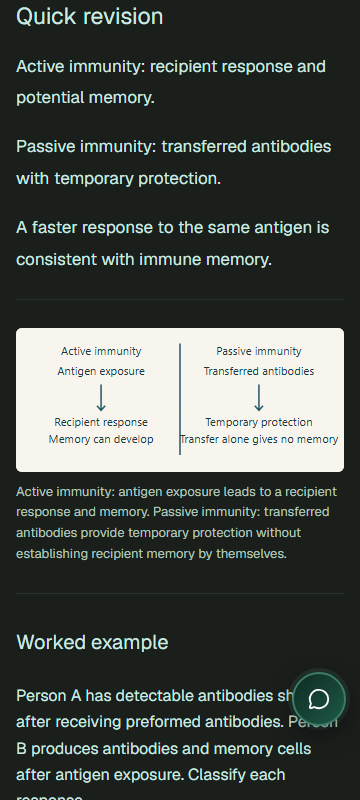 Quick revision
Active immunity: recipient response and
potential memory.
Passive immunity: transferred antibodies
with temporary protection.
A faster response to the same antigen is
consistent with immune memory.
Active immunity
Antigen exposure
Recipient response
Memory can develop
Passive immunity
Transferred antibodies
Temporary protection
Transfer alone gives no memory
Active immunity: antigen exposure leads to a recipient
response and memory. Passive immunity: transferred
antibodies provide temporary protection without
establishing recipient memory by themselves.
Worked example
Person A has detectable antibodies
after receiving preformed antibodies.
B produces antibodies and memory cells
after antigen exposure. Classify each